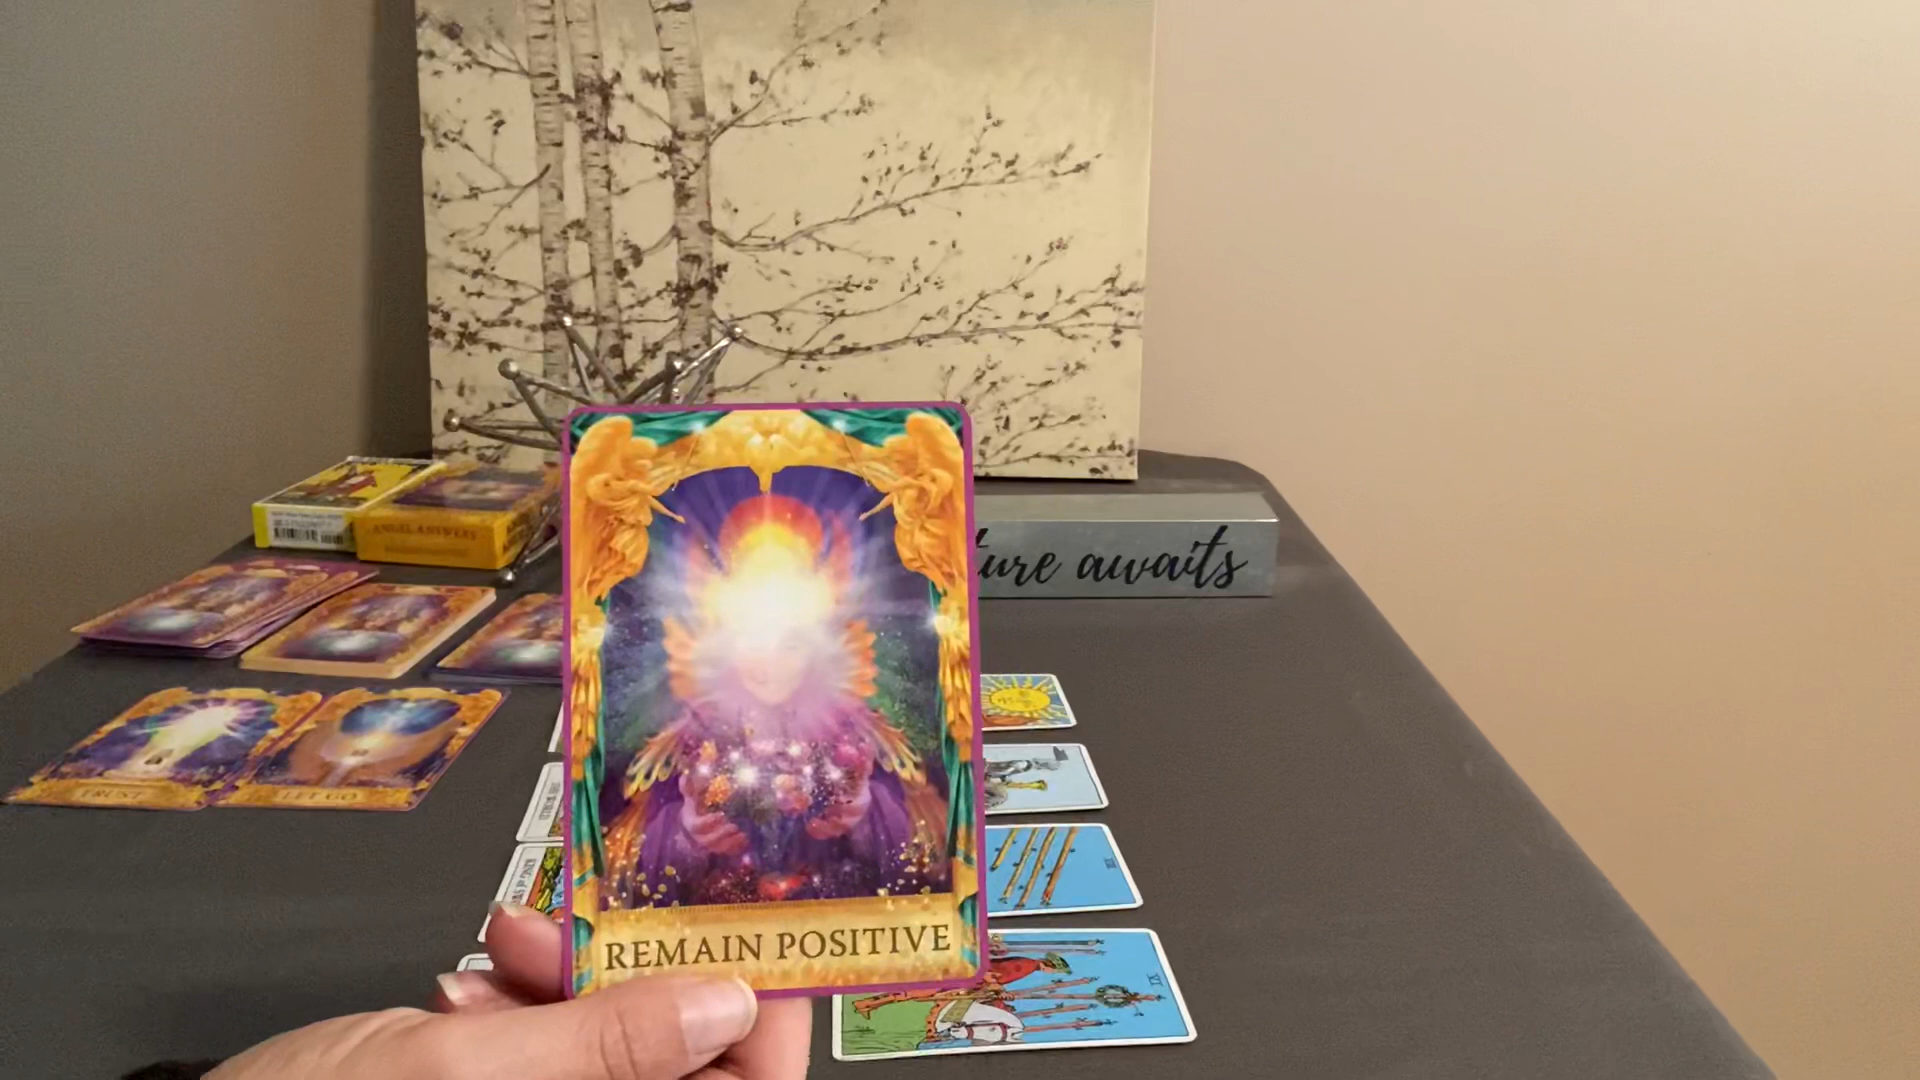 ANGEL ANSWERS
ture awaits
TRUST
LET GO
REMAIN POSITIVE